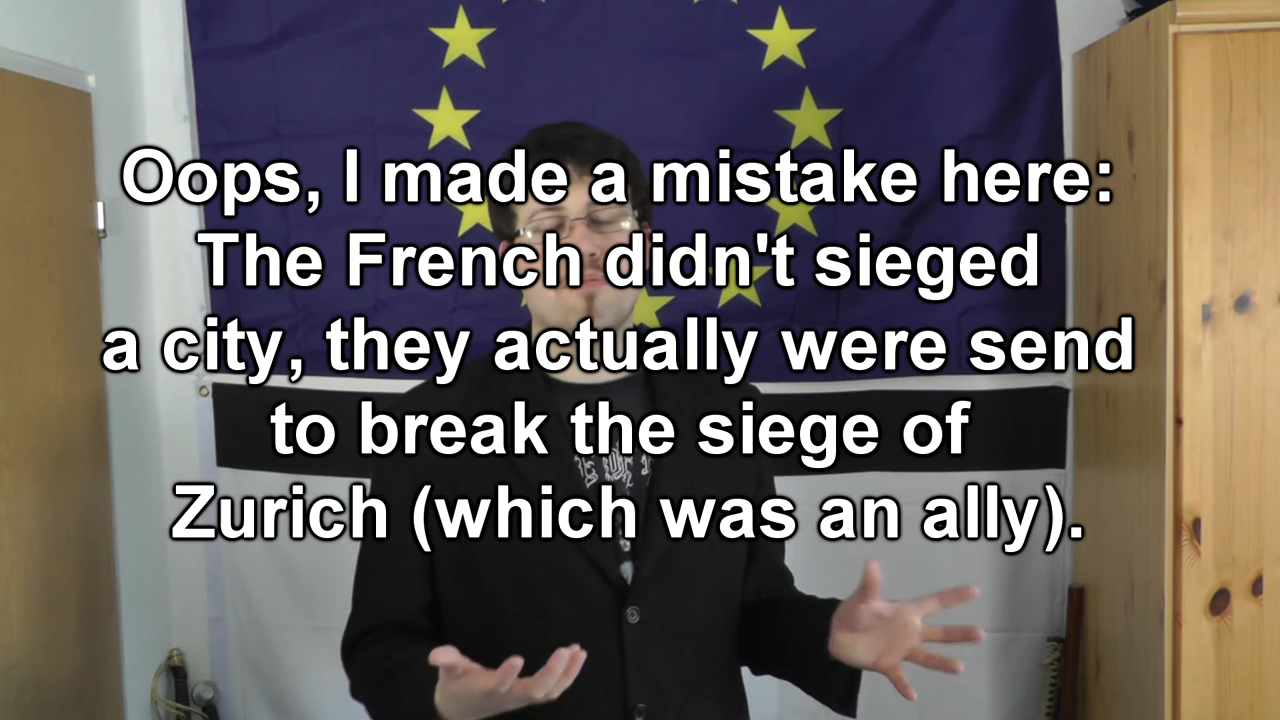 Oops, I made a mistake here:
The French didn't sieged
a city, they actually were send
to break the siege of
Zurich (which was an ally).